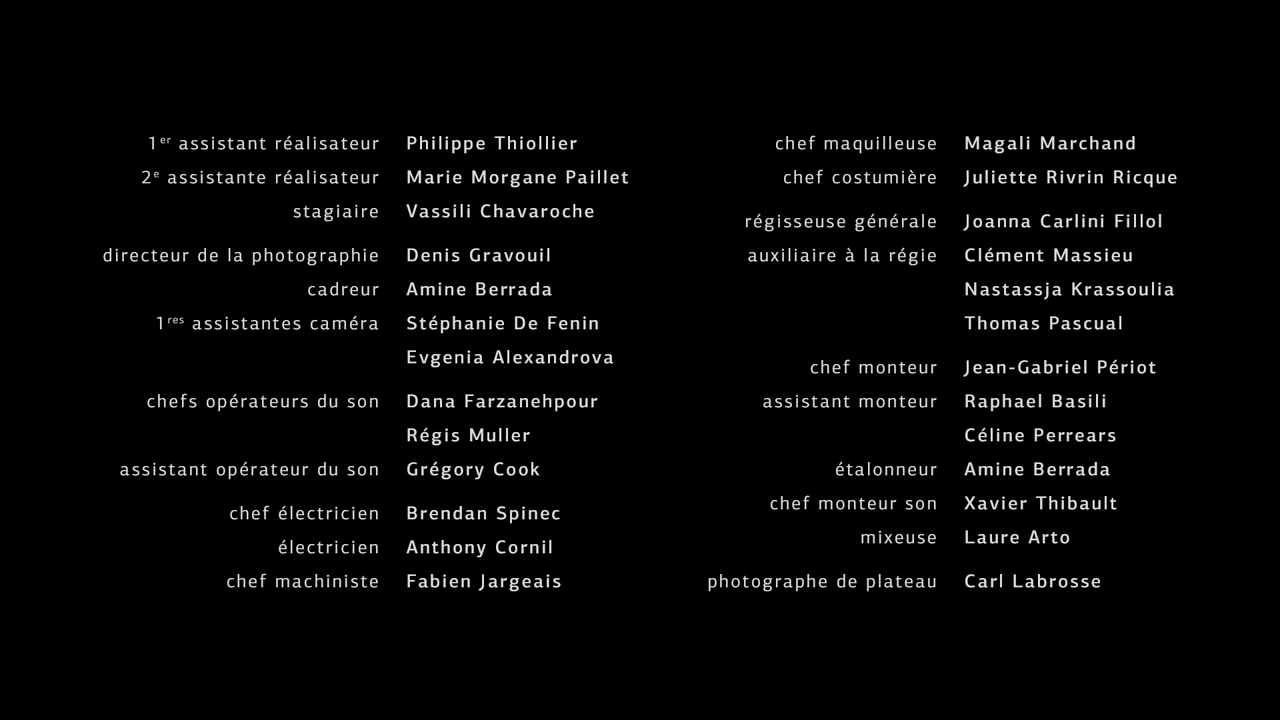 1er assistant réalisateur Philippe Thiollier
2e assistante réalisateur Marie Morgane Paillet
stagiaire Vassili Chavaroche
directeur de la photographie Denis Gravouil
cadreur Amine Berrada
1res assistantes caméra Stéphanie De Fenin
Evgenia Alexandrova
chefs opérateurs du son Dana Farzanehpour
Régis Muller
assistant opérateur du son Grégory Cook
chef électricien Brendan Spinec
électricien Anthony Cornil
chef machiniste Fabien Jargeais
chef maquilleuse Magali Marchand
chef costumière Juliette Rivrin Ricque
régisseuse générale Joanna Carlini Fillol
auxiliaire à la régie Clément Massieu
Nastassja Krassoulia
Thomas Pascual
chef monteur Jean-Gabriel Périot
assistant monteur Raphael Basili
Céline Perrears
étalonneur Amine Berrada
chef monteur son Xavier Thibault
mixeuse Laure Arto
photographe de plateau Carl Labrosse